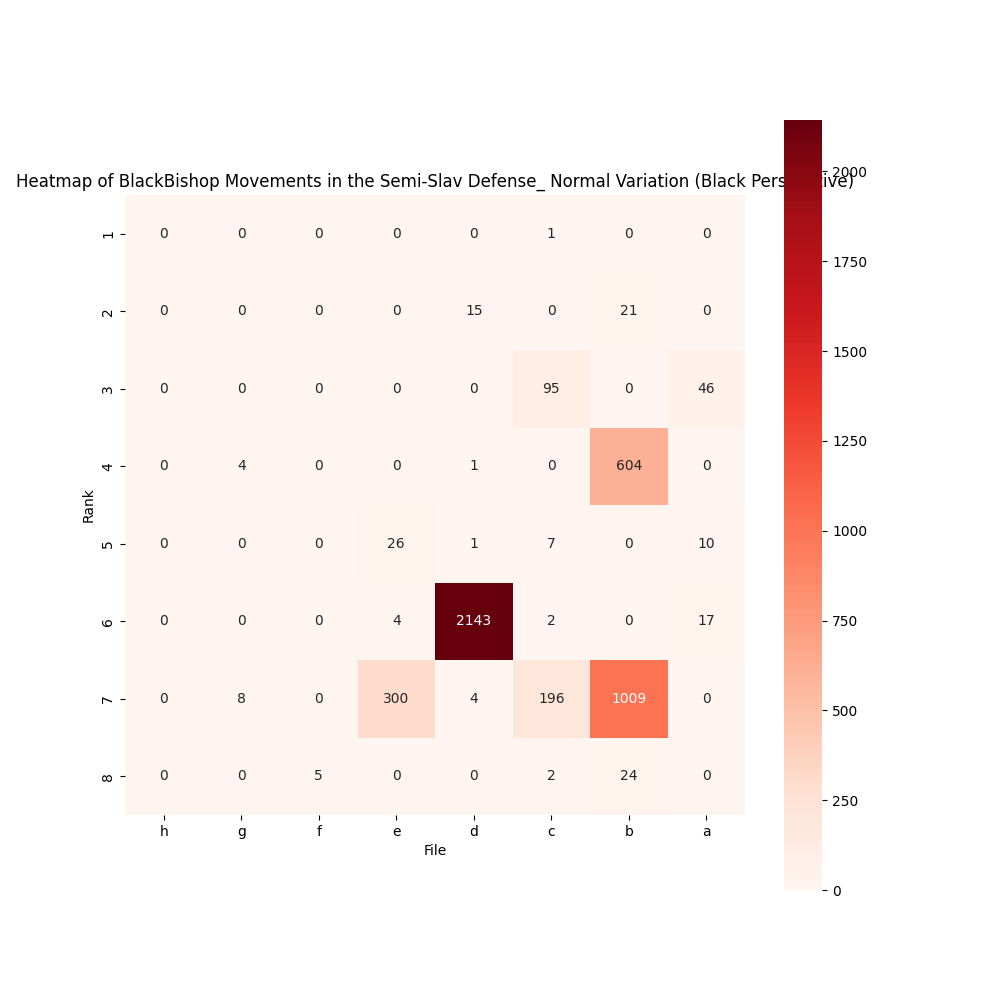 Heatmap of BlackBishop Movements in the Semi-Slav Defense_ Normal Variation (Black Perspective)
2000
1 0 0 0 0 0 1 0 0
1750
2 0 0 0 0 15 0 21 0
1500
3 0 0 0 0 0 95 0 46
1250
4 0 4 0 0 1 0 604 0
Rank
1000
5 0 0 0 26 1 7 0 10
750
6 0 0 0 4 2143 2 0 17
7 0 8 0 300 4 196 1009 0
500
8 0 0 5 0 0 2 24 0
250
h g f e d c b a
File
0